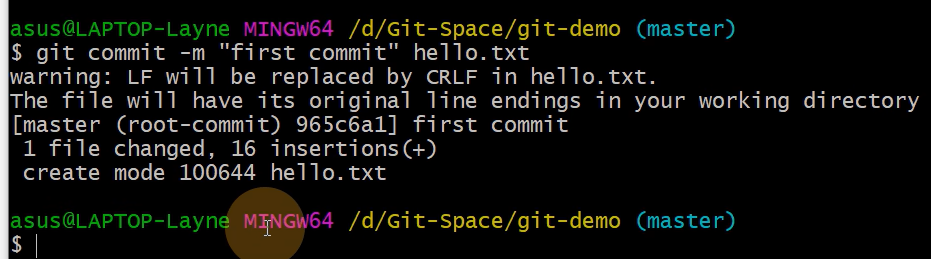 asus@LAPTOP-Layne MINGW64 /d/Git-Space/git-demo (master)
$ git commit -m "first commit" hello.txt
warning: LF will be replaced by CRLF in hello.txt.
The file will have its original line endings in your working directory
[master (root-commit) 965c6a1] first commit
 1 file changed, 16 insertions(+)
 create mode 100644 hello.txt
asus@LAPTOP-Layne MINGW64 /d/Git-Space/git-demo (master)
$